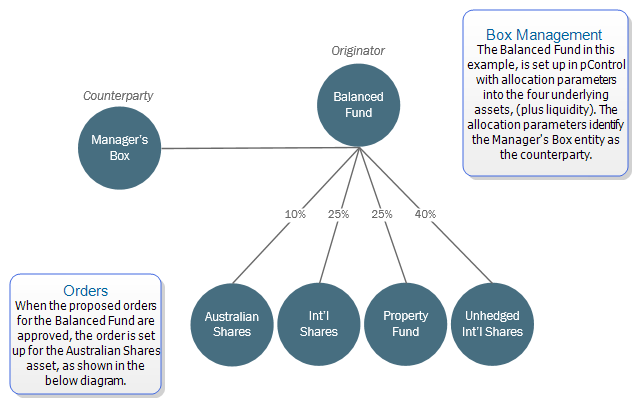 Box Management
The Balanced Fund in this
example, is set up in pControl
with allocation parameters
into the four underlying
assets, (plus liquidity). The
allocation parameters identify
the Manager's Box entity as
the counterparty.
Originator
Balanced
Fund
Counterparty
Manager's
Box
10%
25%
25%
40%
Australian
Shares
Int'l
Shares
Property
Fund
Unhedged
Int'l Shares
Orders
When the proposed orders
for the Balanced Fund are
approved, the order is set
up for the Australian Shares
asset, as shown in the
below diagram.